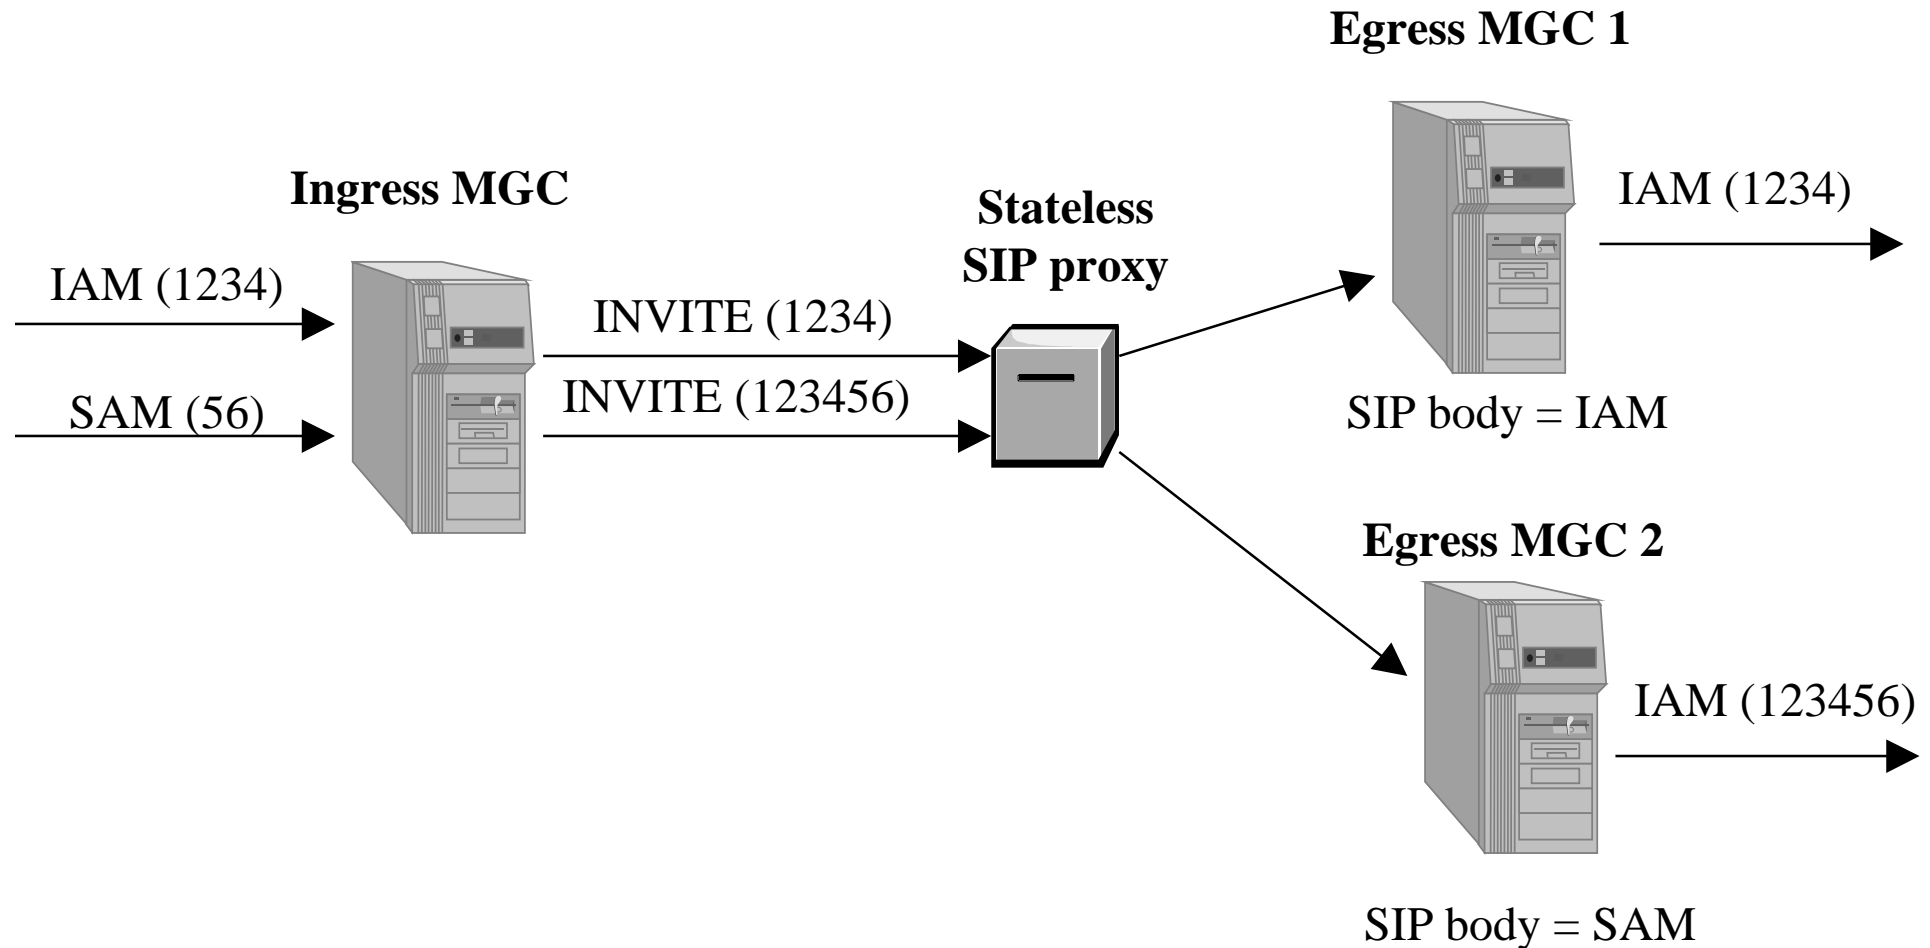 Egress MGC 1
Ingress MGC
IAM (1234)
Stateless
SIP proxy
IAM (1234)
INVITE (1234)
INVITE (123456)
SAM (56)
SIP body = IAM
Egress MGC 2
IAM (123456)
SIP body = SAM